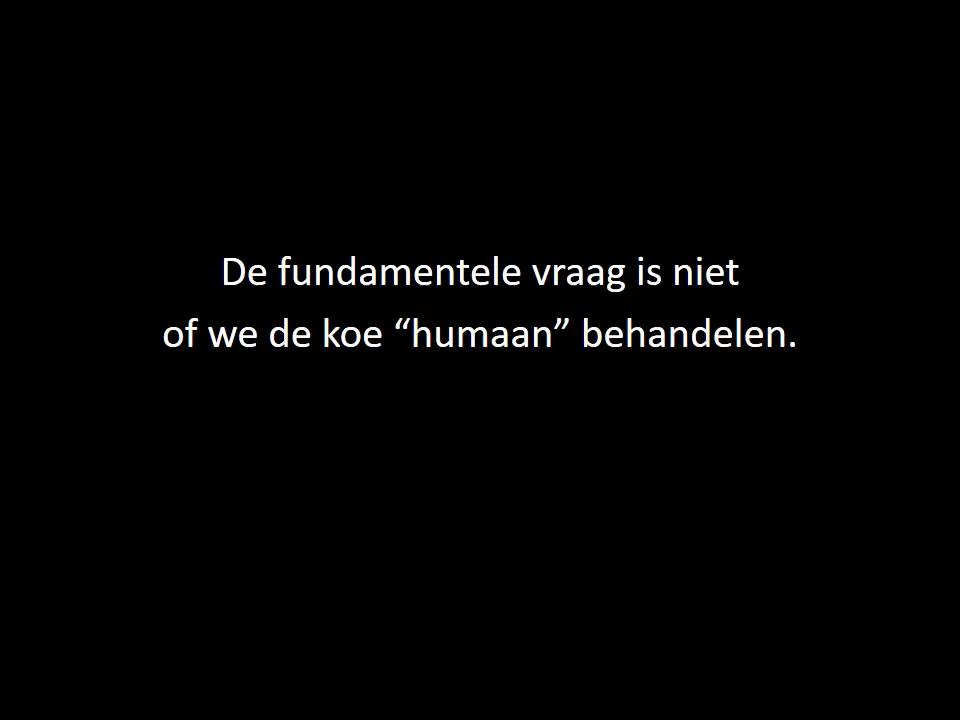 De fundamentele vraag is niet
of we de koe “humaan” behandelen.